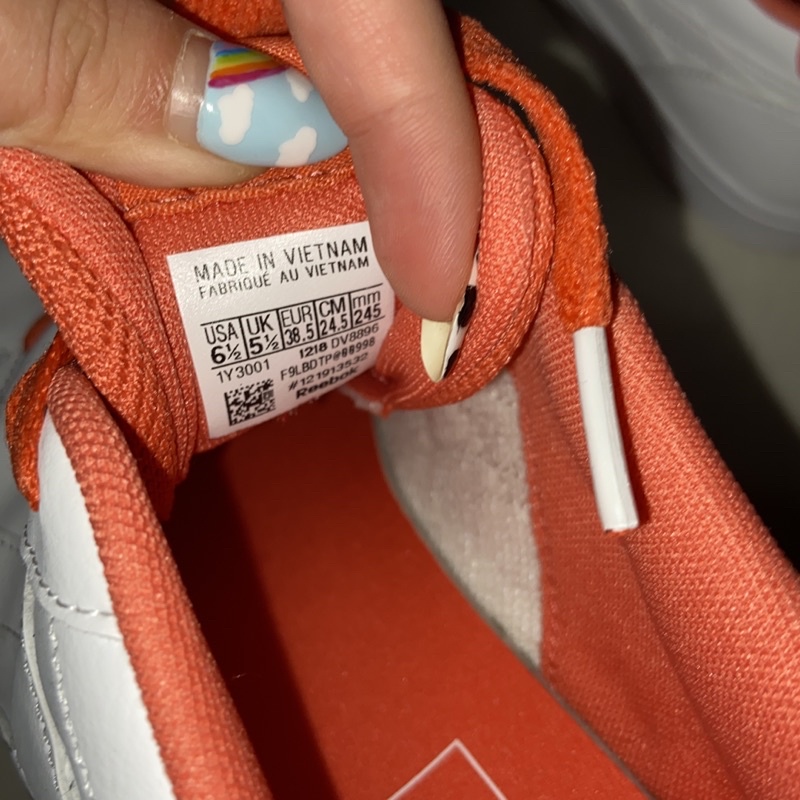 MADE IN VIETNAM
FABRIQUÉ AU VIETNAM
USA UK EUR CM mm
6½ 5½ 38.5 24.5 245
1218 DV8896
1Y3001 F9LBDTP@00998
#121913532
Reebok